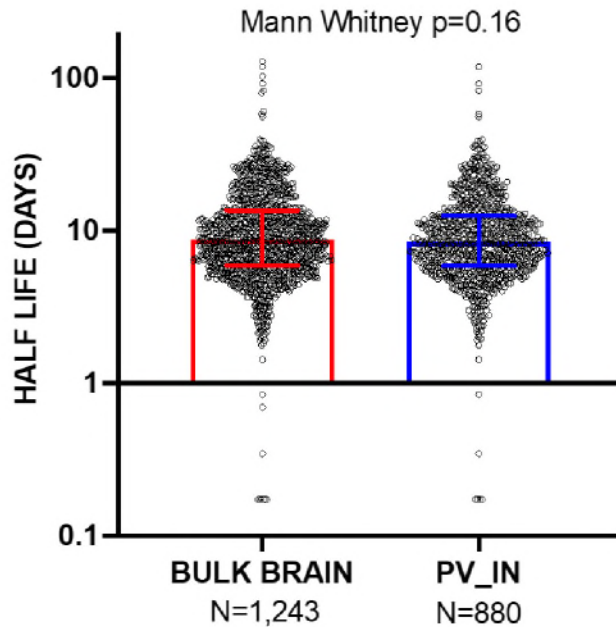 Mann Whitney p=0.16
HALF LIFE (DAYS)
100
10
1
0.1
BULK BRAIN
PV_IN
N=1,243
N=880